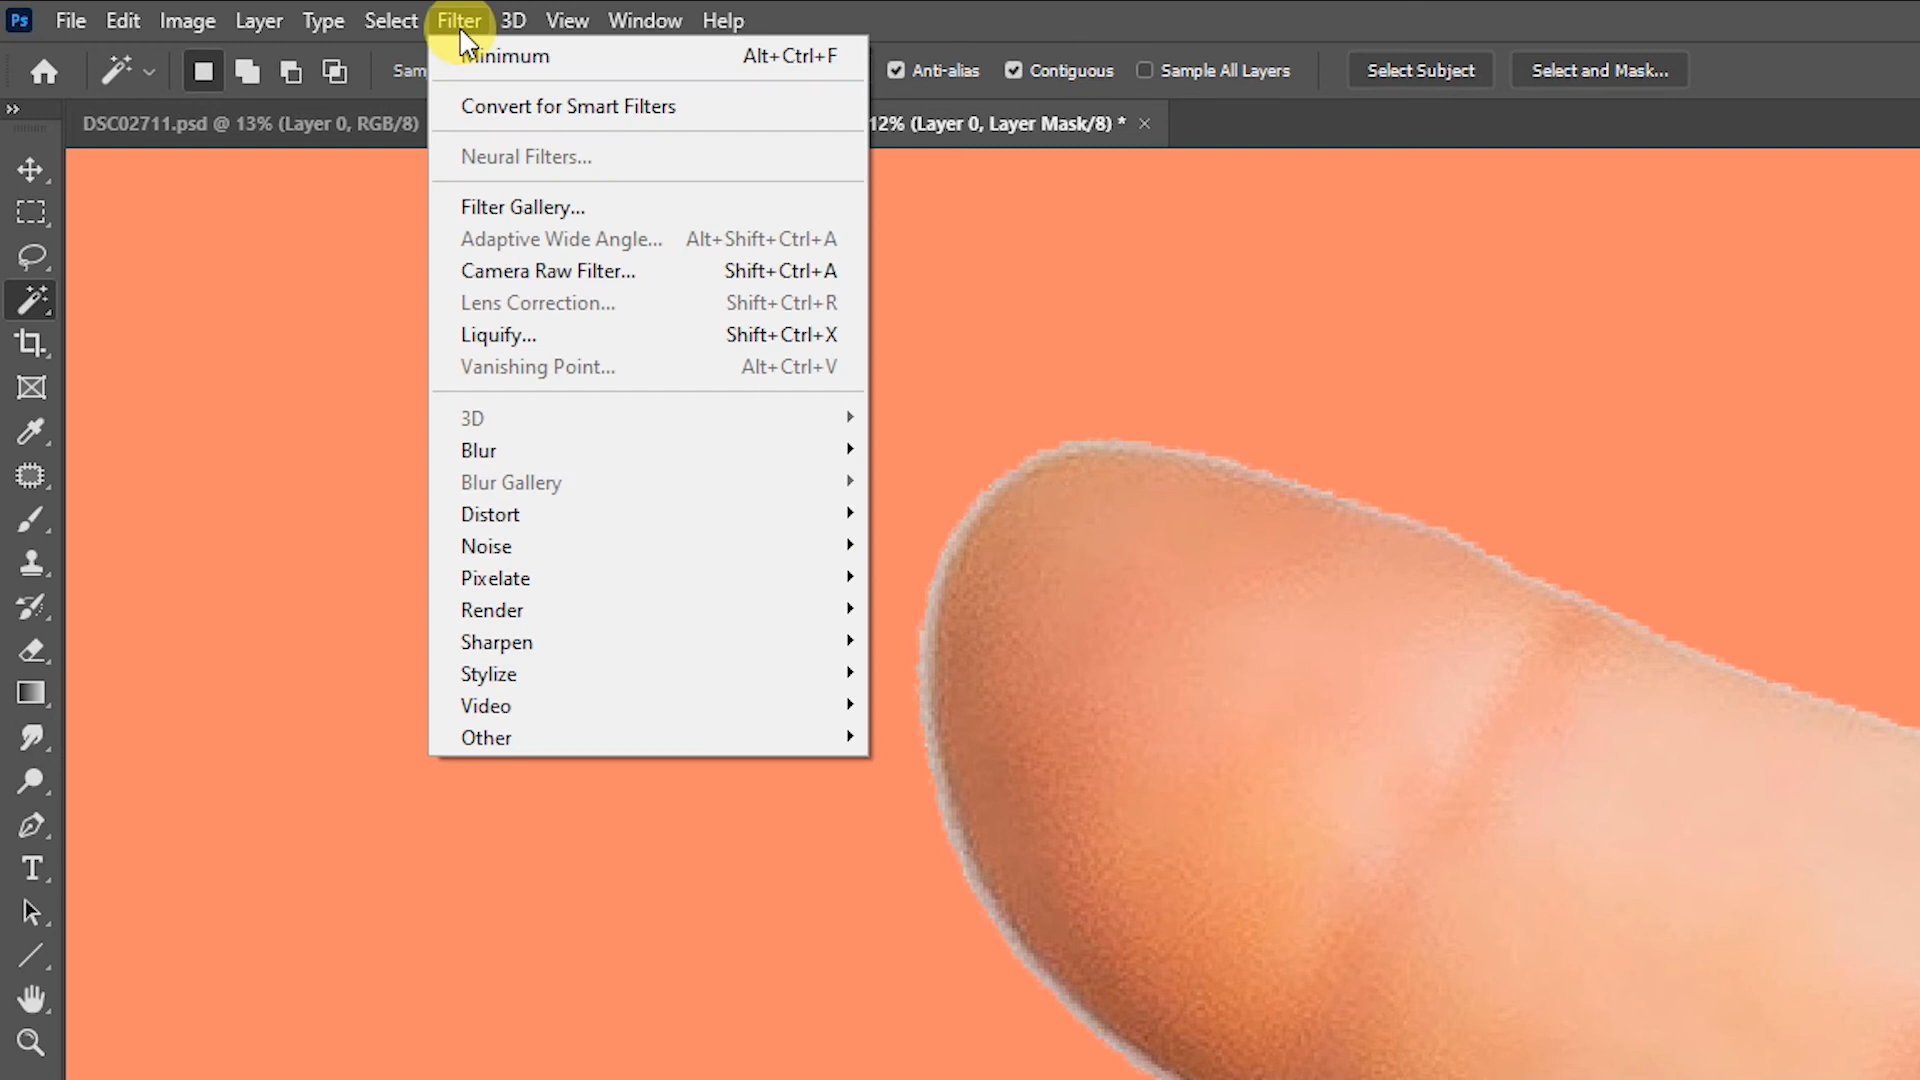 Ps File Edit Image Layer Type Select Filter 3D View Window Help
Anti-alias Contiguous Sample All Layers Select Subject Select and Mask...
DSC02711.psd @ 13% (Layer 0, RGB/8) 12% (Layer 0, Layer Mask/8) * ×
Minimum Alt+Ctrl+F
Convert for Smart Filters
Neural Filters...
Filter Gallery...
Adaptive Wide Angle... Alt+Shift+Ctrl+A
Camera Raw Filter... Shift+Ctrl+A
Lens Correction... Shift+Ctrl+R
Liquify... Shift+Ctrl+X
Vanishing Point... Alt+Ctrl+V
3D
Blur
Blur Gallery
Distort
Noise
Pixelate
Render
Sharpen
Stylize
Video
Other